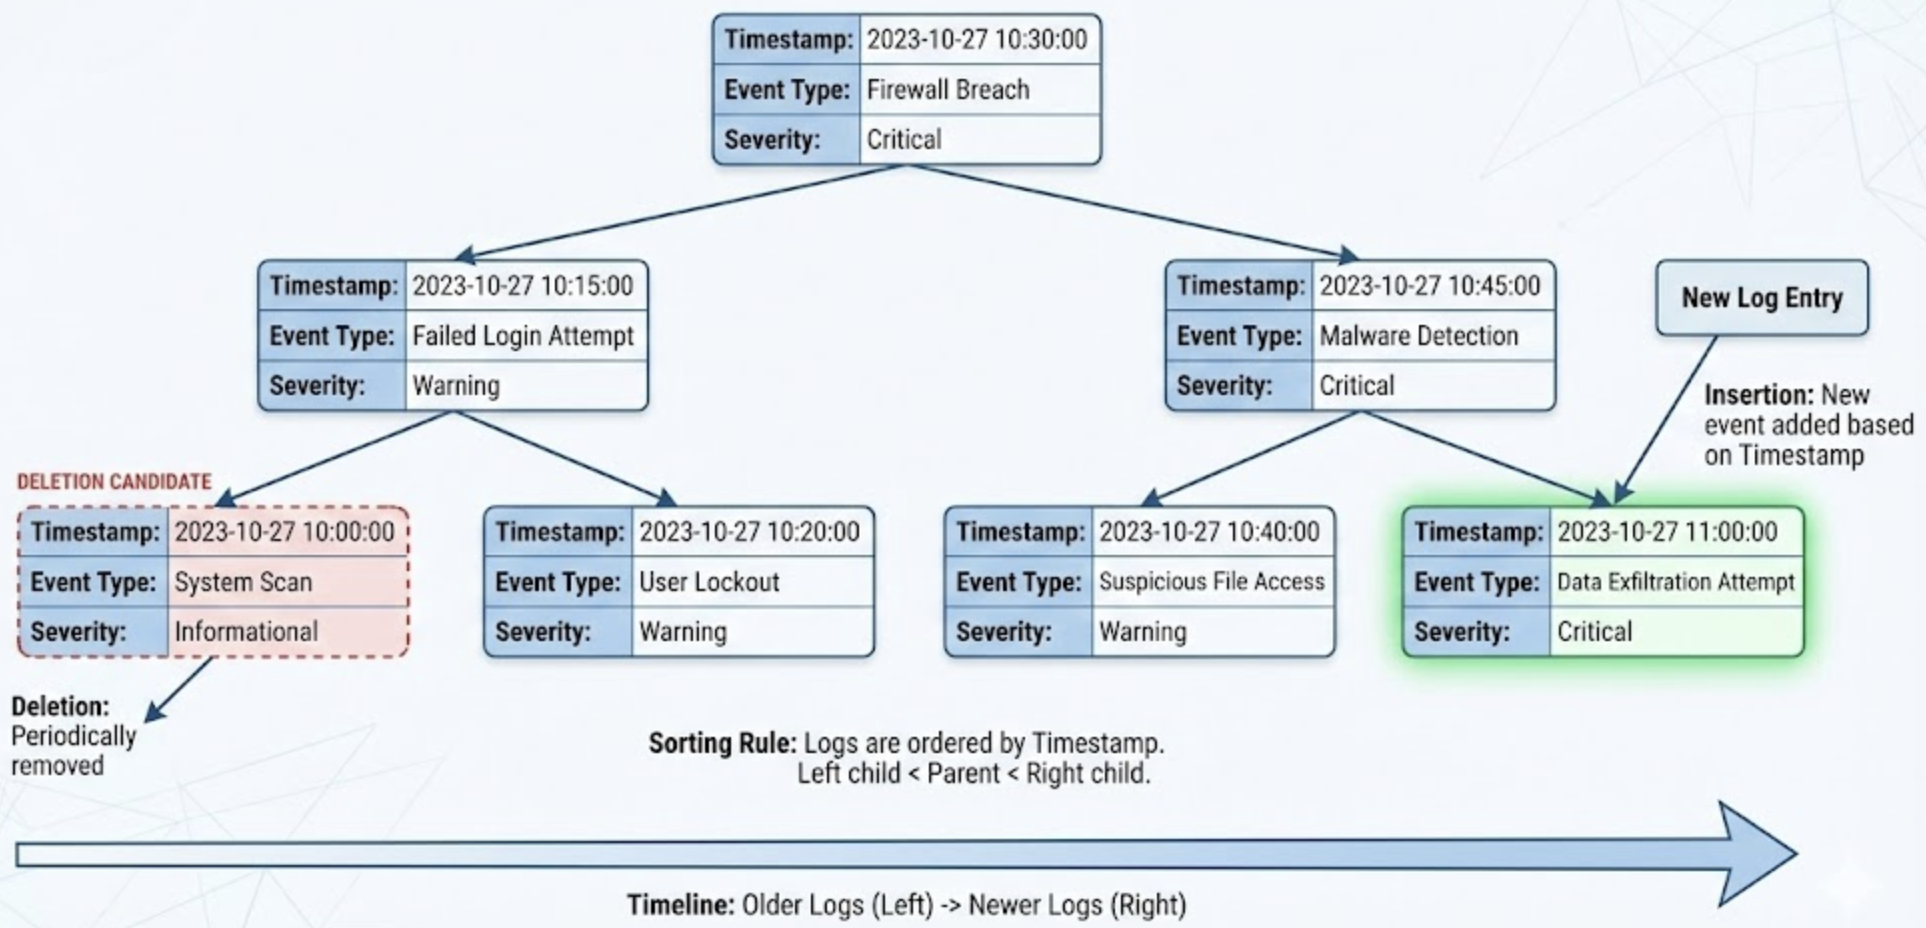 Timestamp: 2023-10-27 10:30:00
Event Type: Firewall Breach
Severity: Critical
Timestamp: 2023-10-27 10:15:00
Event Type: Failed Login Attempt
Severity: Warning
Timestamp: 2023-10-27 10:45:00
Event Type: Malware Detection
Severity: Critical
New Log Entry
Insertion: New
event added based
on Timestamp
DELETION CANDIDATE
Timestamp: 2023-10-27 10:00:00
Event Type: System Scan
Severity: Informational
Timestamp: 2023-10-27 10:20:00
Event Type: User Lockout
Severity: Warning
Timestamp: 2023-10-27 10:40:00
Event Type: Suspicious File Access
Severity: Warning
Timestamp: 2023-10-27 11:00:00
Event Type: Data Exfiltration Attempt
Severity: Critical
Deletion:
Periodically
removed
Sorting Rule: Logs are ordered by Timestamp.
Left child < Parent < Right child.
Timeline: Older Logs (Left) -> Newer Logs (Right)